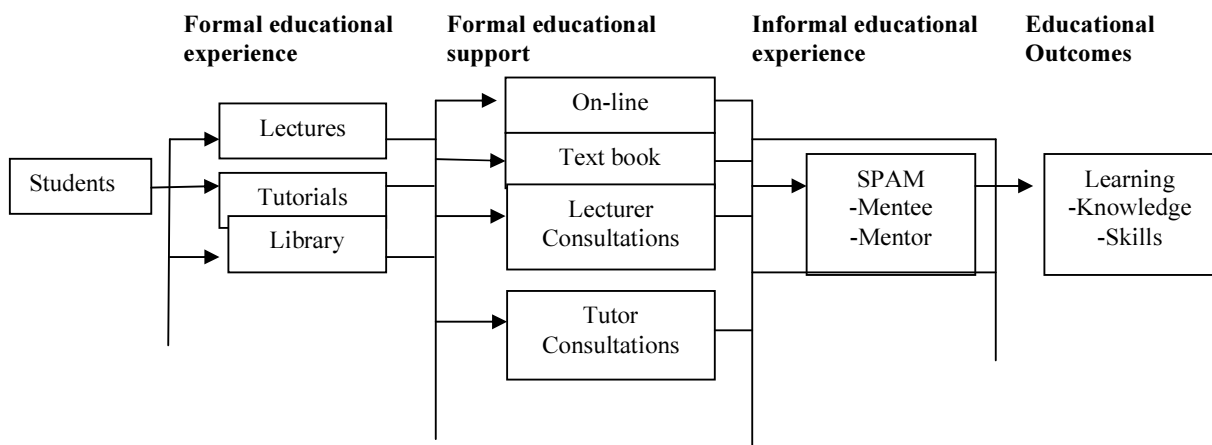 Formal educational
experience
Formal educational
support
Informal educational
experience
Educational
Outcomes
Students
Lectures
Tutorials
Library
On-line
Text book
Lecturer
Consultations
Tutor
Consultations
SPAM
-Mentee
-Mentor
Learning
-Knowledge
-Skills